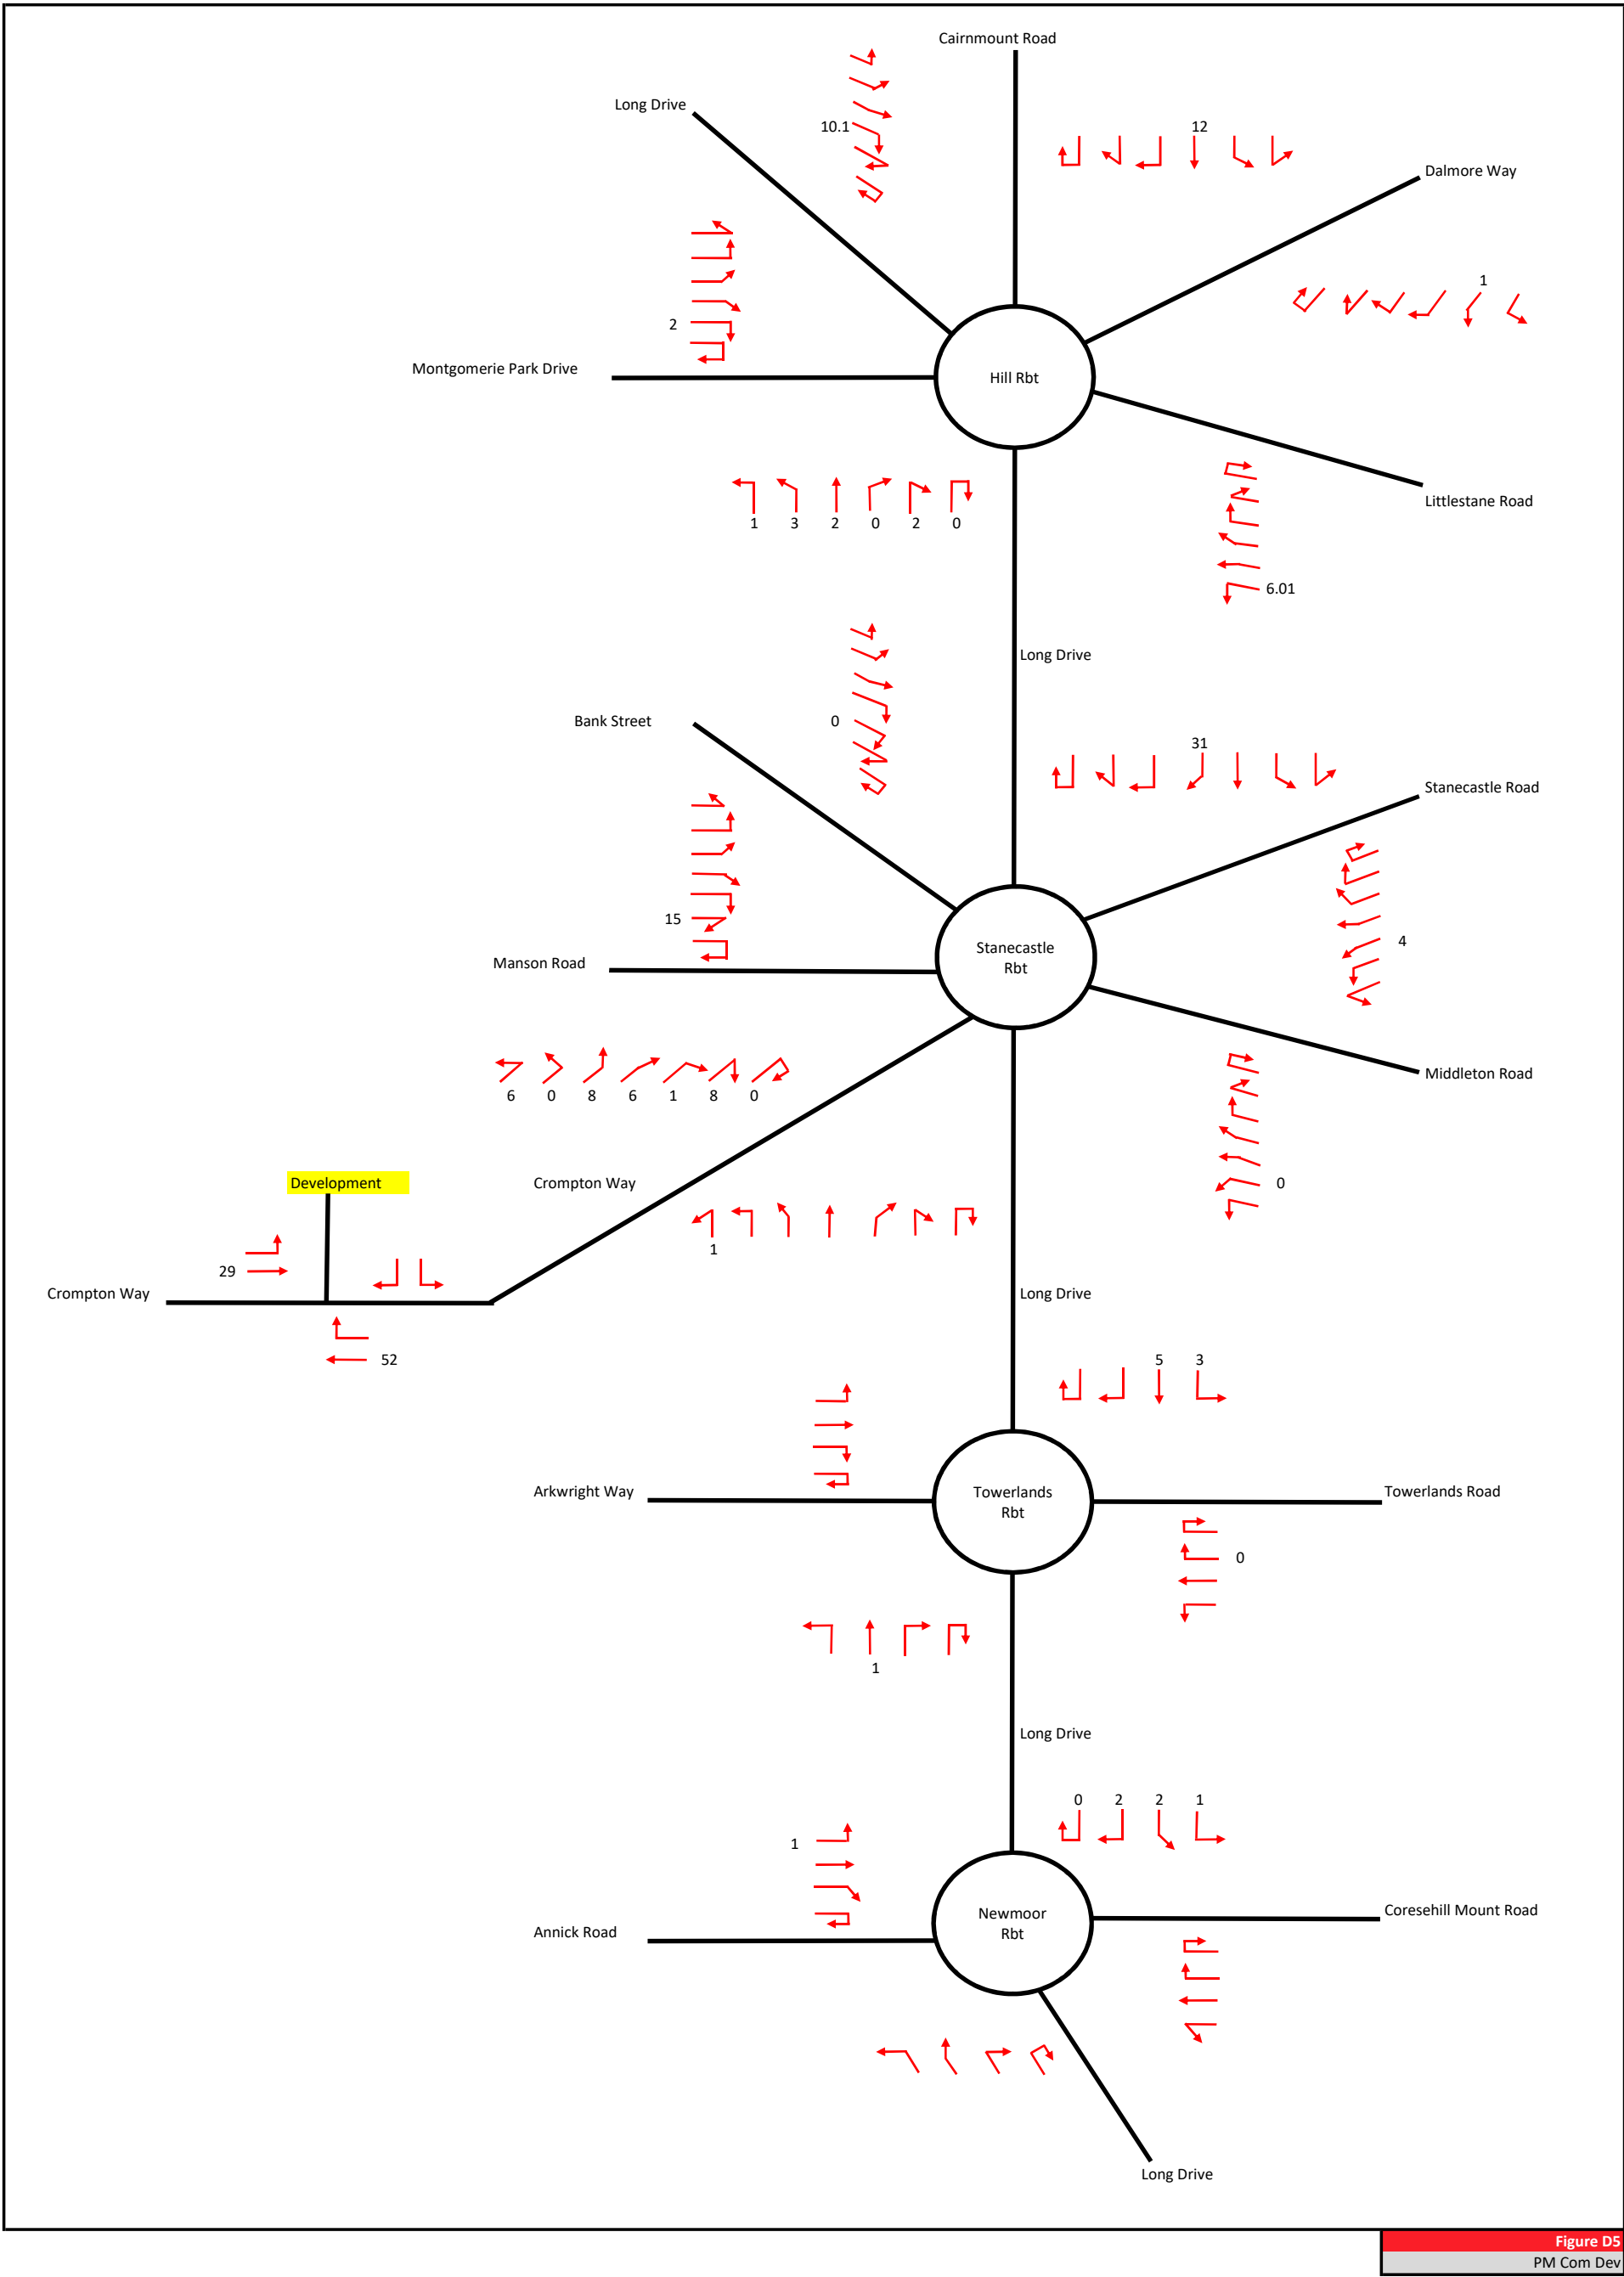 Cairnmount Road
Long Drive
10.1
12
Dalmore Way
1
2
Montgomerie Park Drive
Hill Rbt
Littlestane Road
1 3 2 0 2 0
6.01
Long Drive
Bank Street
0
31
Stanecastle Road
15
4
Stanecastle
Rbt
Manson Road
Middleton Road
6 0 8 6 1 8 0
Development
Crompton Way
0
1
29
Crompton Way
Long Drive
52
5 3
Arkwright Way
Towerlands
Rbt
Towerlands Road
0
1
Long Drive
0 2 2 1
1
Newmoor
Rbt
Coresehill Mount Road
Annick Road
Long Drive
Figure D5
PM Com Dev